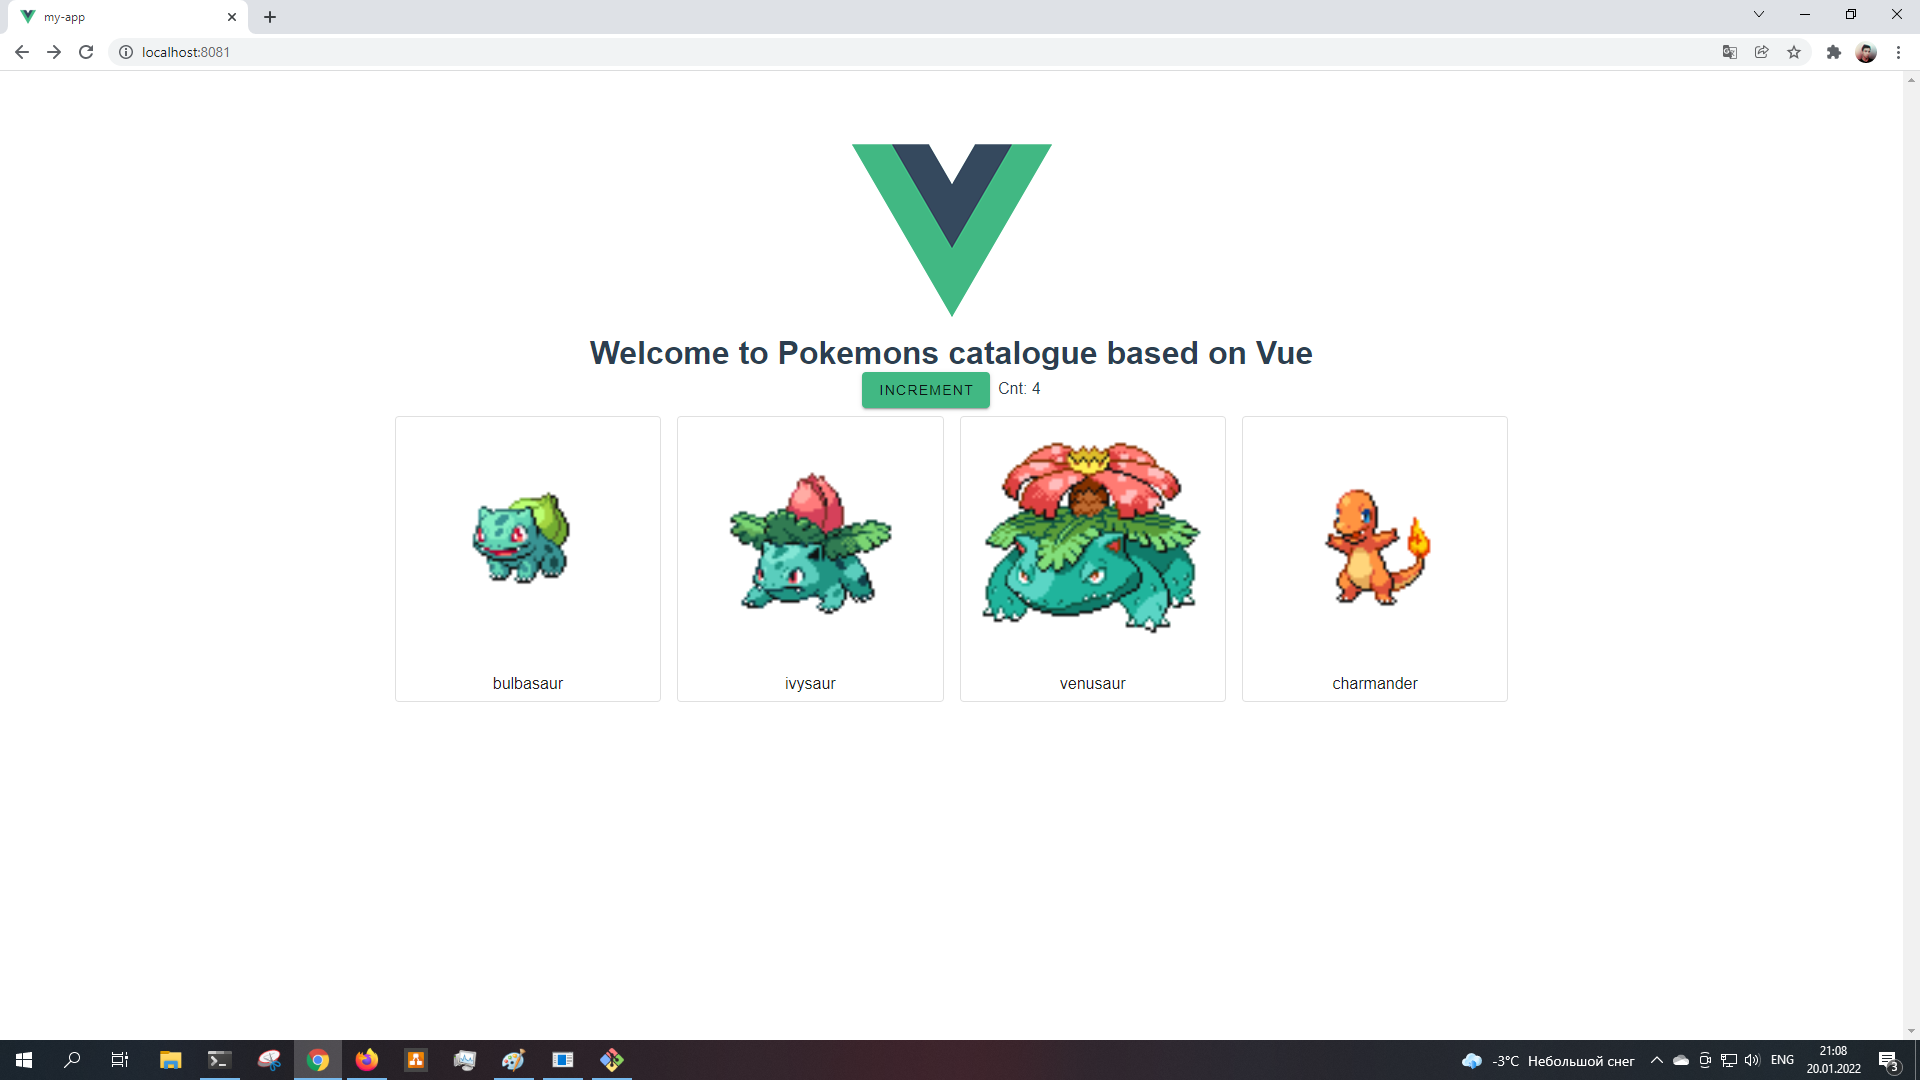 my-app
localhost:8081
Welcome to Pokemons catalogue based on Vue
INCREMENT Cnt: 4
bulbasaur ivysaur venusaur charmander
-3°C Небольшой снег ENG 21:08
20.01.2022 3